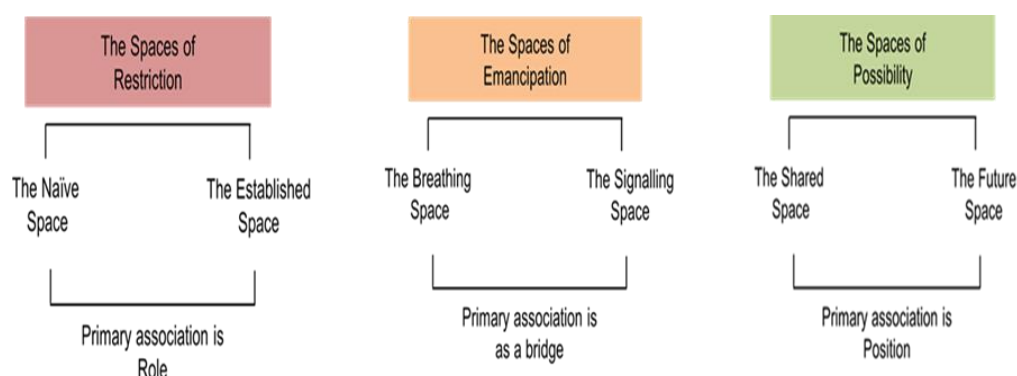 The Spaces of
Restriction
The Naïve
Space
The Established
Space
Primary association is
Role
The Spaces of
Emancipation
The Breathing
Space
The Signalling
Space
Primary association is
as a bridge
The Spaces of
Possibility
The Shared
Space
The Future
Space
Primary association is
Position